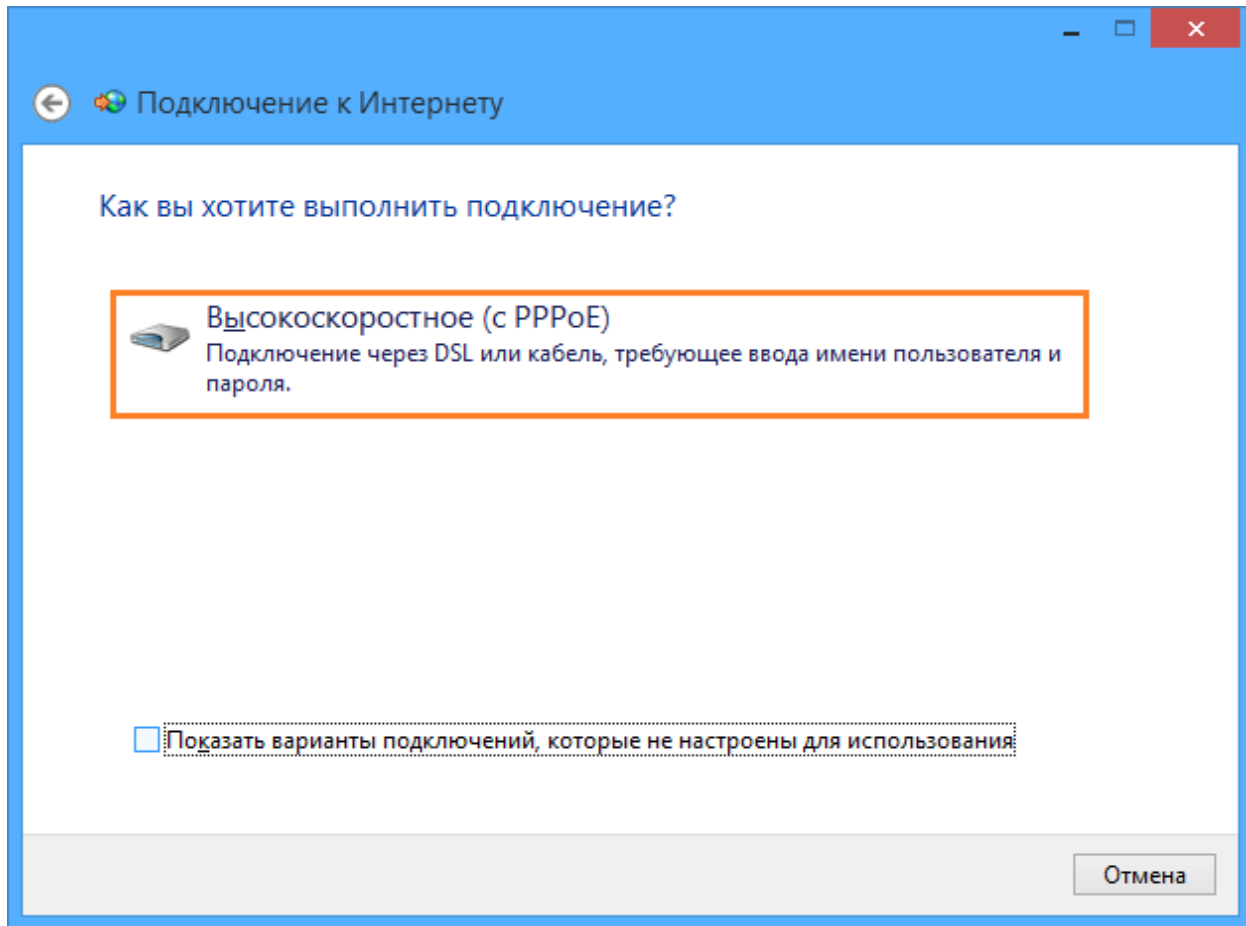 Подключение к Интернету
Как вы хотите выполнить подключение?
Высокоскоростное (с PPPoE)
Подключение через DSL или кабель, требующее ввода имени пользователя и
пароля.
Показать варианты подключений, которые не настроены для использования
Отмена